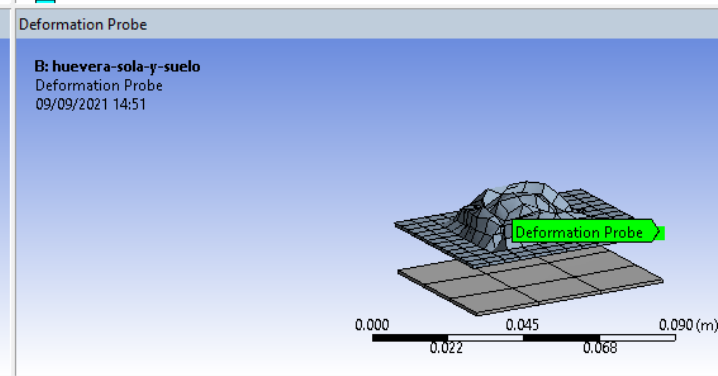 Deformation Probe
B: huevera-sola-y-suelo
Deformation Probe
09/09/2021 14:51
Deformation Probe
0.000 0.045 0.090 (m)
0.022 0.068